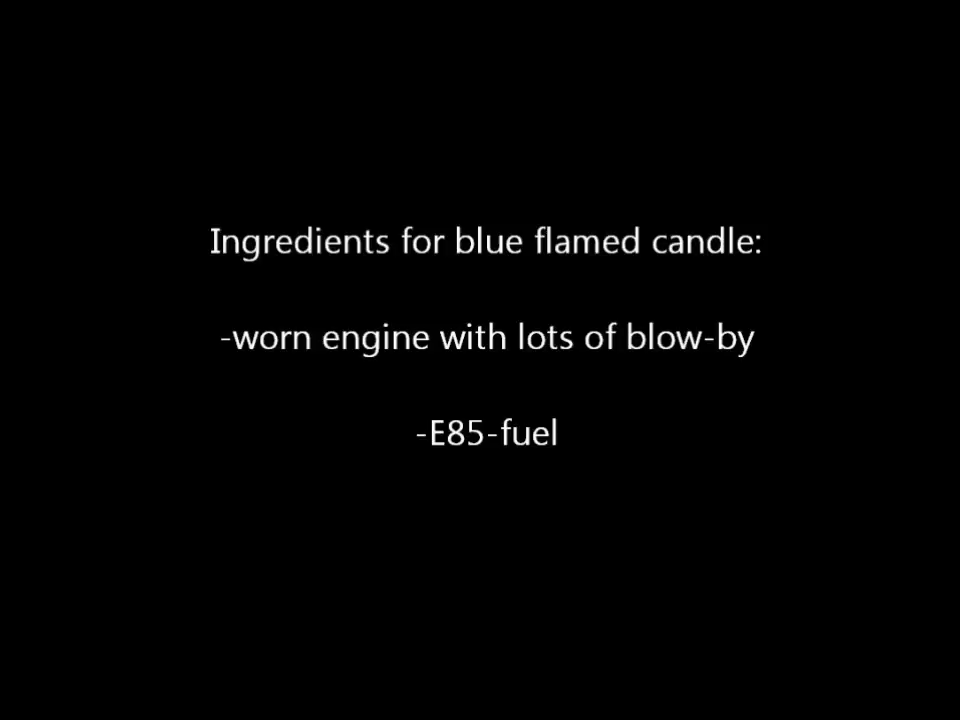 Ingredients for blue flamed candle:
-worn engine with lots of blow-by
-E85-fuel